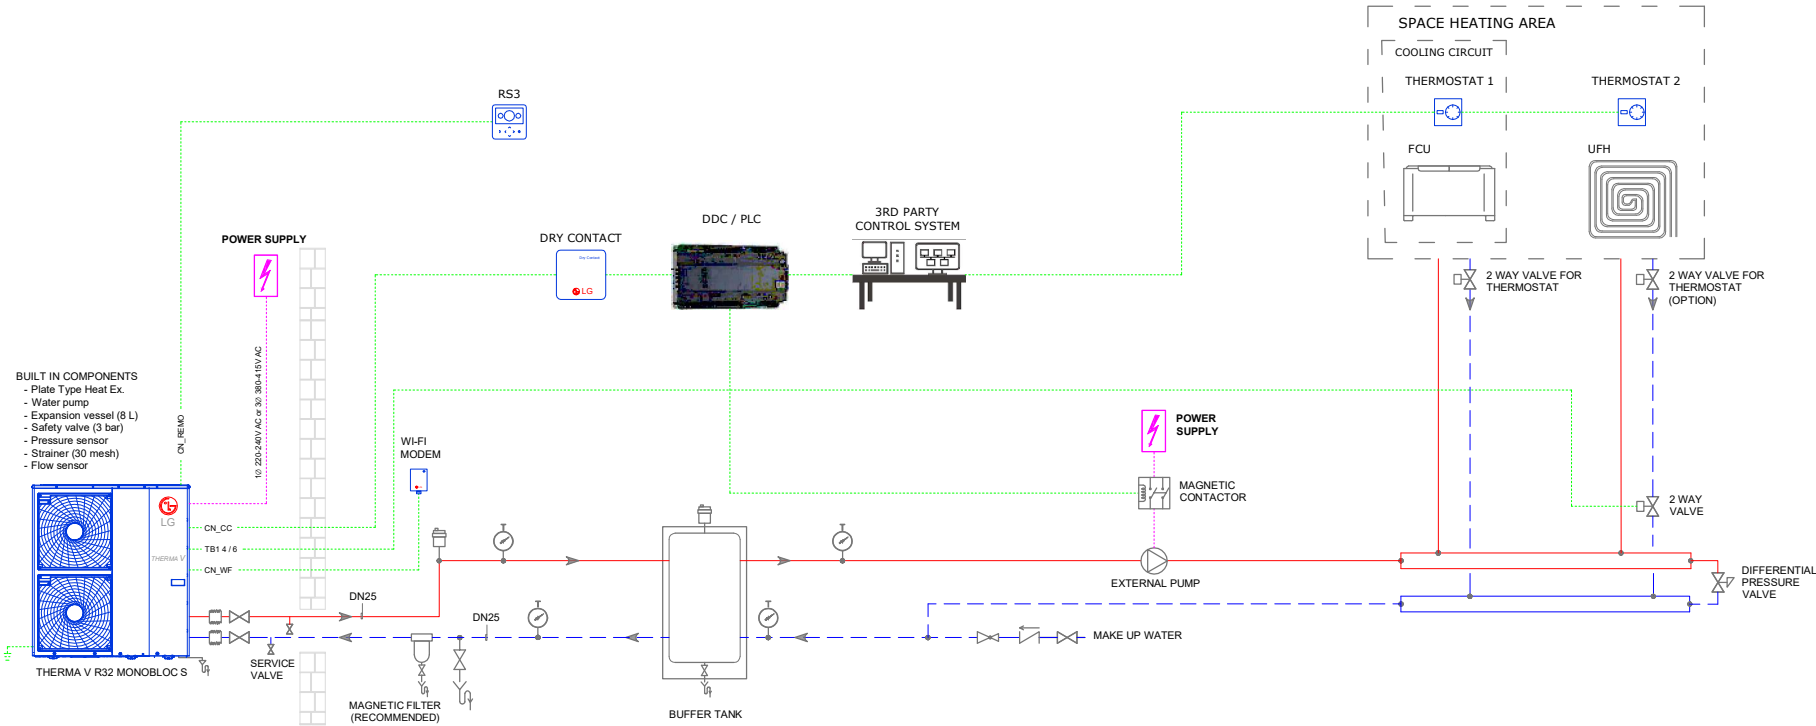 SPACE HEATING AREA
COOLING CIRCUIT
THERMOSTAT 1
THERMOSTAT 2
RS3
FCU
UFH
DDC / PLC
3RD PARTY
CONTROL SYSTEM
POWER SUPPLY
DRY CONTACT
Dry Contact
LG
2 WAY VALVE FOR
THERMOSTAT
2 WAY VALVE FOR
THERMOSTAT
(OPTION)
1∅ 220-240V AC or 3∅ 380-415V AC
BUILT IN COMPONENTS
- Plate Type Heat Ex.
- Water pump
- Expansion vessel (8 L)
- Safety valve (3 bar)
- Pressure sensor
- Strainer (30 mesh)
- Flow sensor
CN_REMO
WI-FI
MODEM
POWER
SUPPLY
MAGNETIC
CONTACTOR
2 WAY
VALVE
LG
THERMA V
CN_CC
TB1 4 / 6
CN_WF
EXTERNAL PUMP
DIFFERENTIAL
PRESSURE
VALVE
DN25
DN25
MAKE UP WATER
SERVICE
VALVE
THERMA V R32 MONOBLOC S
MAGNETIC FILTER
(RECOMMENDED)
BUFFER TANK